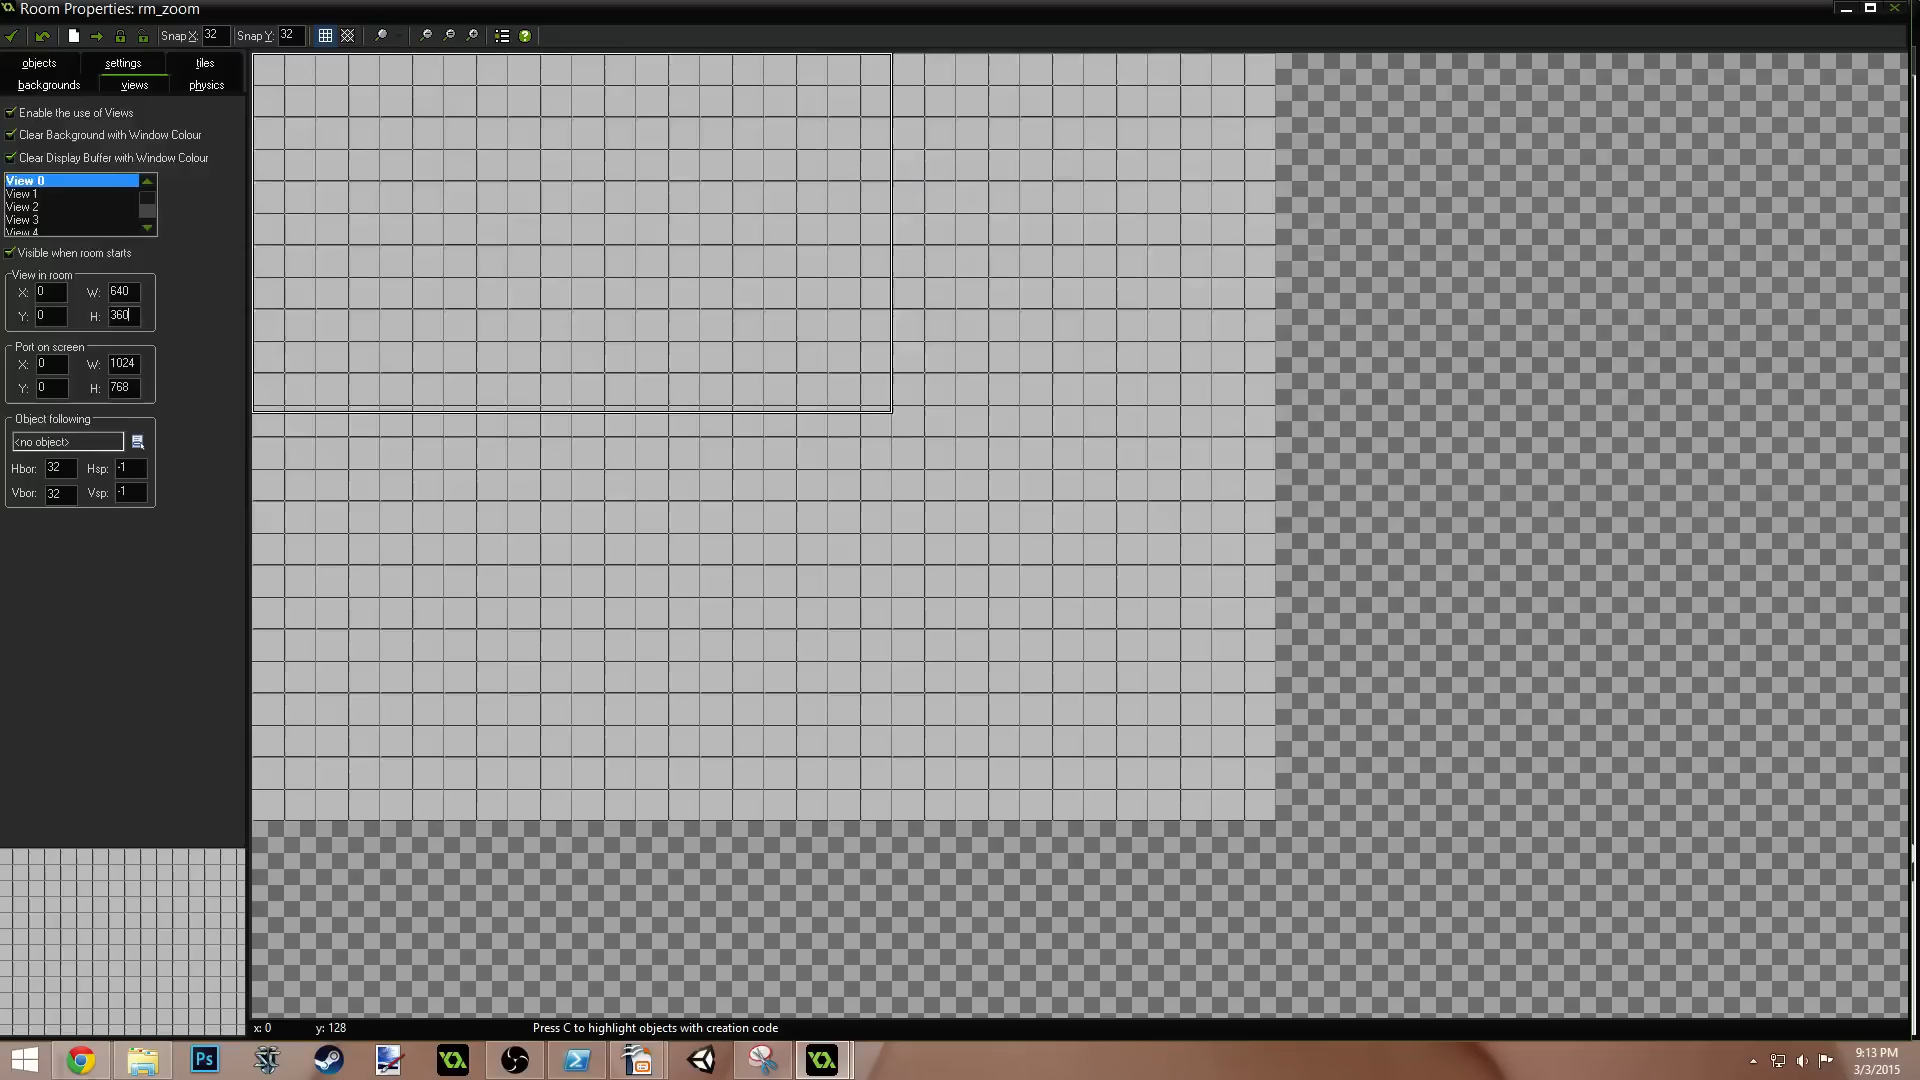 Room Properties: rm_zoom
Snap X: 32 Snap Y: 32
objects settings tiles
backgrounds views physics
Enable the use of Views
Clear Background with Window Colour
Clear Display Buffer with Window Colour
View 0
View 1
View 2
View 3
View 4
Visible when room starts
View in room
X: 0 W: 640
Y: 0 H: 360
Port on screen
X: 0 W: 1024
Y: 0 H: 768
Object following
<no object>
Hbor: 32 Hsp: -1
Vbor: 32 Vsp: -1
x: 0 y: 128 Press C to highlight objects with creation code
Ps
9:13 PM
3/3/2015